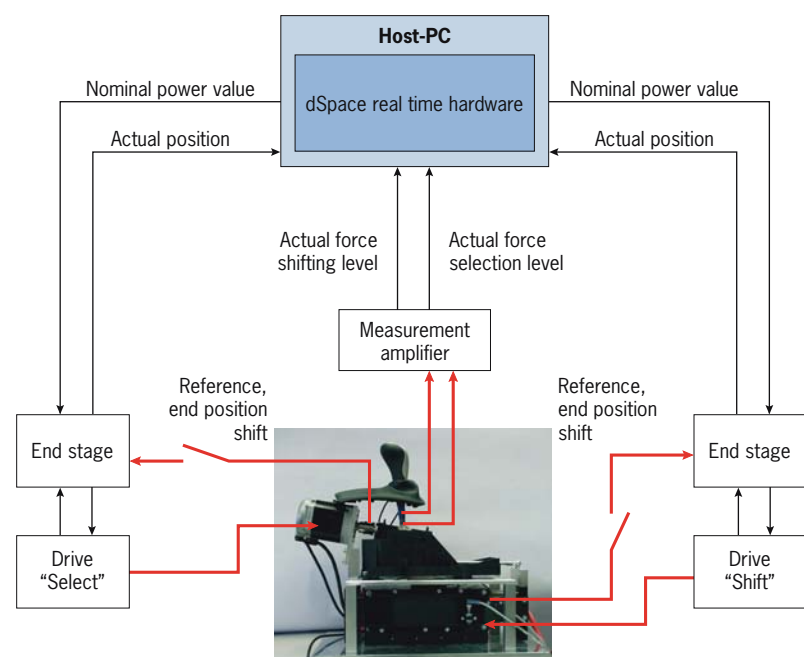 Host-PC
dSpace real time hardware
Nominal power value
Nominal power value
Actual position
Actual position
Actual force
shifting level
Actual force
selection level
Measurement
amplifier
Reference,
end position
shift
Reference,
end position
shift
End stage
End stage
Drive
“Select”
Drive
“Shift”